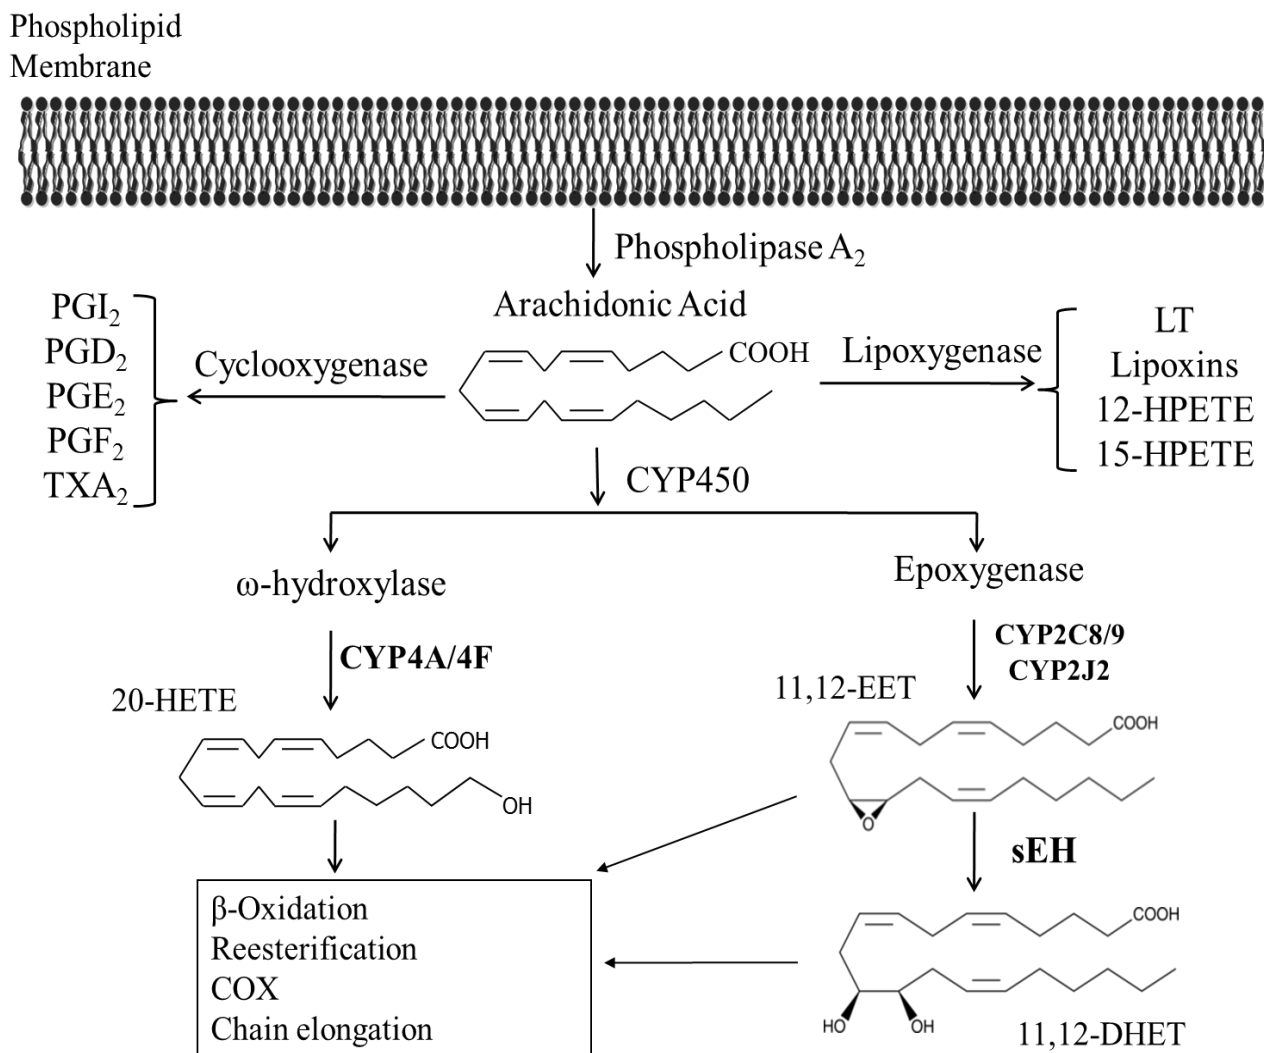 Phospholipid
Membrane
Phospholipase A₂
Arachidonic Acid
PGI₂
PGD₂
PGE₂
PGF₂
TXA₂
Cyclooxygenase
COOH
Lipoxygenase
LT
Lipoxins
12-HPETE
15-HPETE
CYP450
ω-hydroxylase
Epoxygenase
CYP4A/4F
CYP2C8/9
CYP2J2
20-HETE
COOH
OH
11,12-EET
COOH
O
sEH
β-Oxidation
Reesterification
COX
Chain elongation
COOH
HO
OH
11,12-DHET